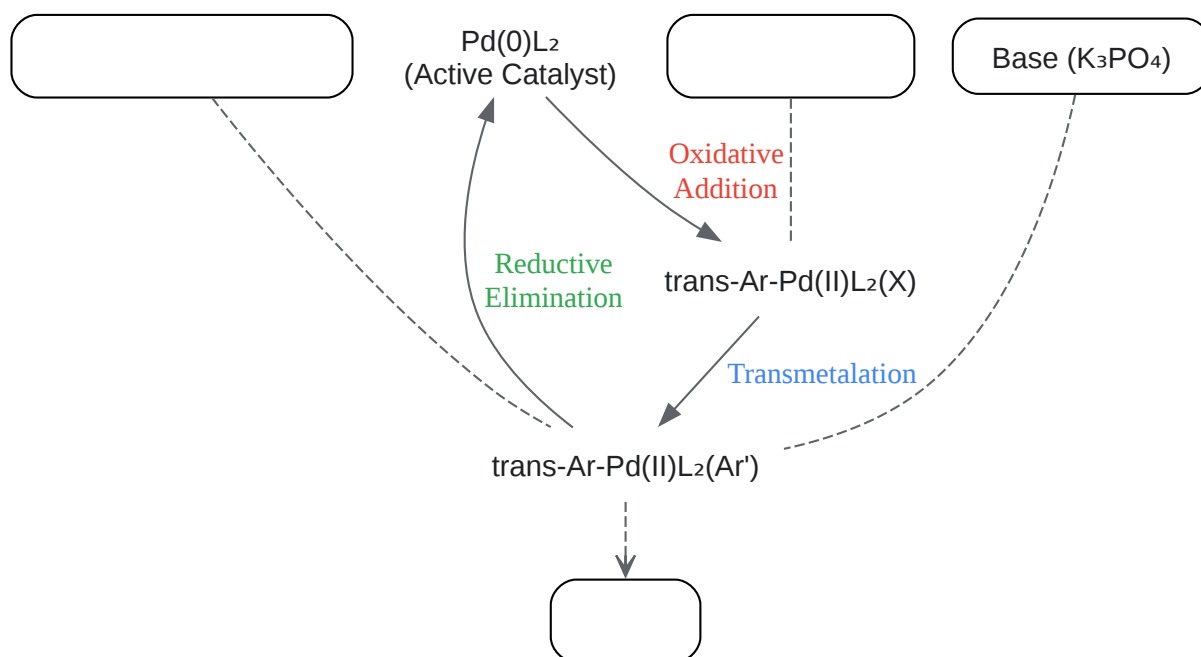 Pd(0)L₂
(Active Catalyst)
Base (K₃PO₄)
Oxidative
Addition
Reductive
Elimination
trans-Ar-Pd(II)L₂(X)
Transmetalation
trans-Ar-Pd(II)L₂(Ar')